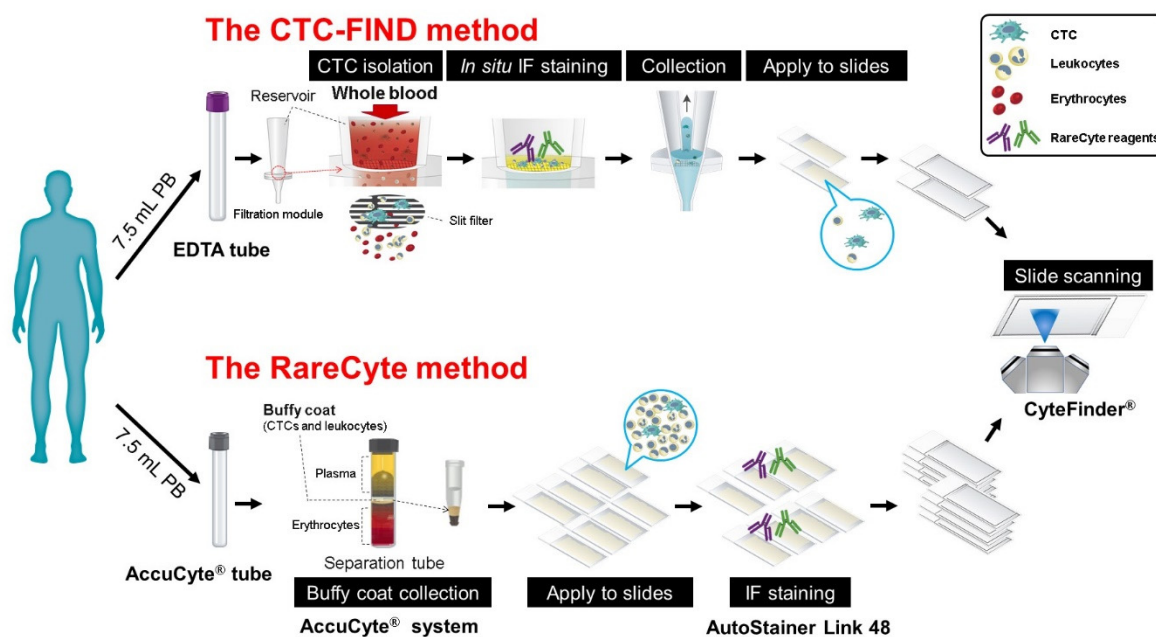 The CTC-FIND method
CTC isolation
In situ IF staining
Collection
Apply to slides
Whole blood
Reservoir
Filtration module
Slit filter
7.5 mL PB
EDTA tube
CTC
Leukocytes
Erythrocytes
RareCyte reagents
Slide scanning
CyteFinder®
The RareCyte method
7.5 mL PB
AccuCyte® tube
Buffy coat
(CTCs and leukocytes)
Plasma
Erythrocytes
Separation tube
Buffy coat collection
AccuCyte® system
Apply to slides
IF staining
AutoStainer Link 48